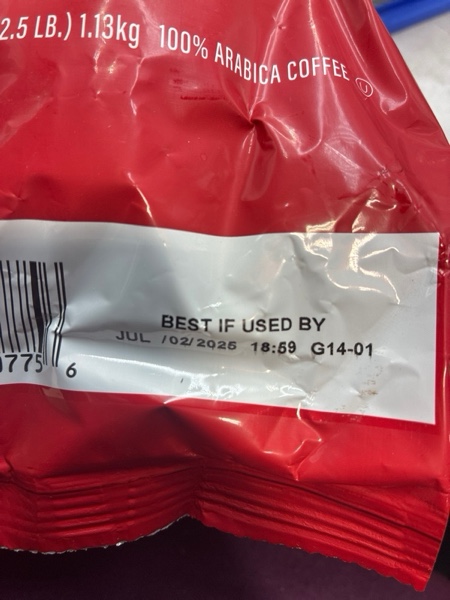 2.5 LB.) 1.13kg 100% ARABICA COFFEE U
BEST IF USED BY
JUL /02/2025 18:59 G14-01
775 6